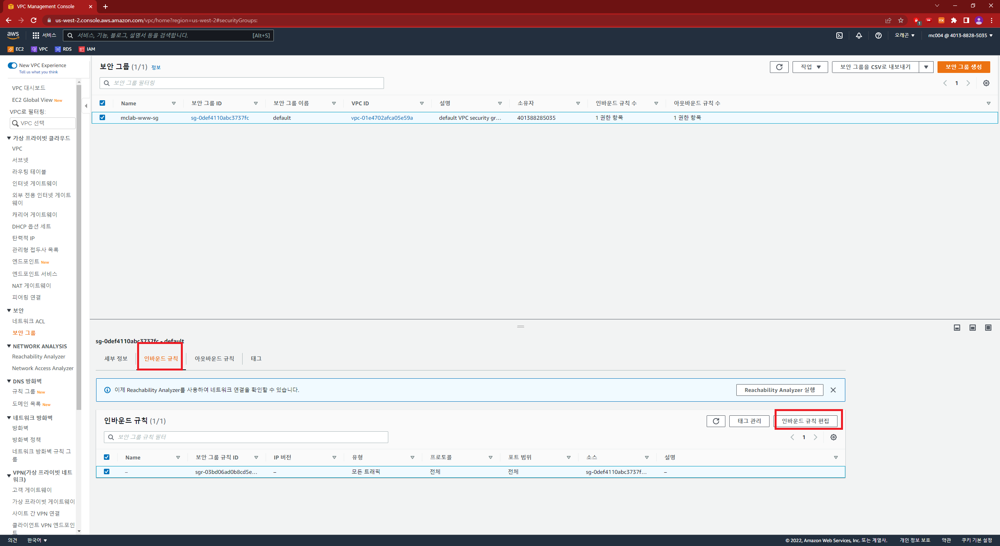 VPC Management Console
us-west-2.console.aws.amazon.com/vpc/home?region=us-west-2#securityGroups:
1
EX
aws
서비스
서비스, 기능, 블로그, 설명서 등을 검색합니다.
[Alt+S]
오레곤
mc004 @ 4013-8828-5035
EC2
VPC
RDS
IAM
New VPC Experience
Tell us what you think
VPC 대시보드
EC2 Global View New
VPC로 필터링:
VPC 선택
가상 프라이빗 클라우드
VPC
서브넷
라우팅 테이블
인터넷 게이트웨이
외부 전용 인터넷 게이트
웨이
캐리어 게이트웨이
DHCP 옵션 세트
탄력적 IP
관리형 접두사 목록
엔드포인트 New
엔드포인트 서비스
NAT 게이트웨이
피어링 연결
보안
네트워크 ACL
보안 그룹
NETWORK ANALYSIS
Reachability Analyzer
Network Access Analyzer
DNS 방화벽
규칙 그룹 New
도메인 목록 New
네트워크 방화벽
방화벽
방화벽 정책
네트워크 방화벽 규칙 그
룹
VPN(가상 프라이빗 네트
워크)
고객 게이트웨이
가상 프라이빗 게이트웨이
사이트 간 VPN 연결
클라이언트 VPN 엔드포인
트
보안 그룹 (1/1) 정보
작업
보안 그룹을 CSV로 내보내기
보안 그룹 생성
보안 그룹 필터링
1
Name 보안 그룹 ID 보안 그룹 이름 VPC ID 설명 소유자 인바운드 규칙 수 아웃바운드 규칙 수
mclab-www-sg sg-0def4110abc3737fc default vpc-01e4702afca05e59a default VPC security gr... 401388285035 1 권한 항목 1 권한 항목
sg-0def4110abc3737fc - default
세부 정보
인바운드 규칙
아웃바운드 규칙
태그
이제 Reachability Analyzer를 사용하여 네트워크 연결을 확인할 수 있습니다.
Reachability Analyzer 실행
인바운드 규칙 (1/1)
태그 관리
인바운드 규칙 편집
보안 그룹 규칙 필터
1
Name 보안 그룹 규칙 ID IP 버전 유형 프로토콜 포트 범위 소스 설명
– sgr-03bd06ad0b8cd5e... – 모든 트래픽 전체 전체 sg-0def4110abc3737f... –
의견
한국어
© 2022, Amazon Web Services, Inc. 또는 계열사.
개인 정보 보호
약관
쿠키 기본 설정